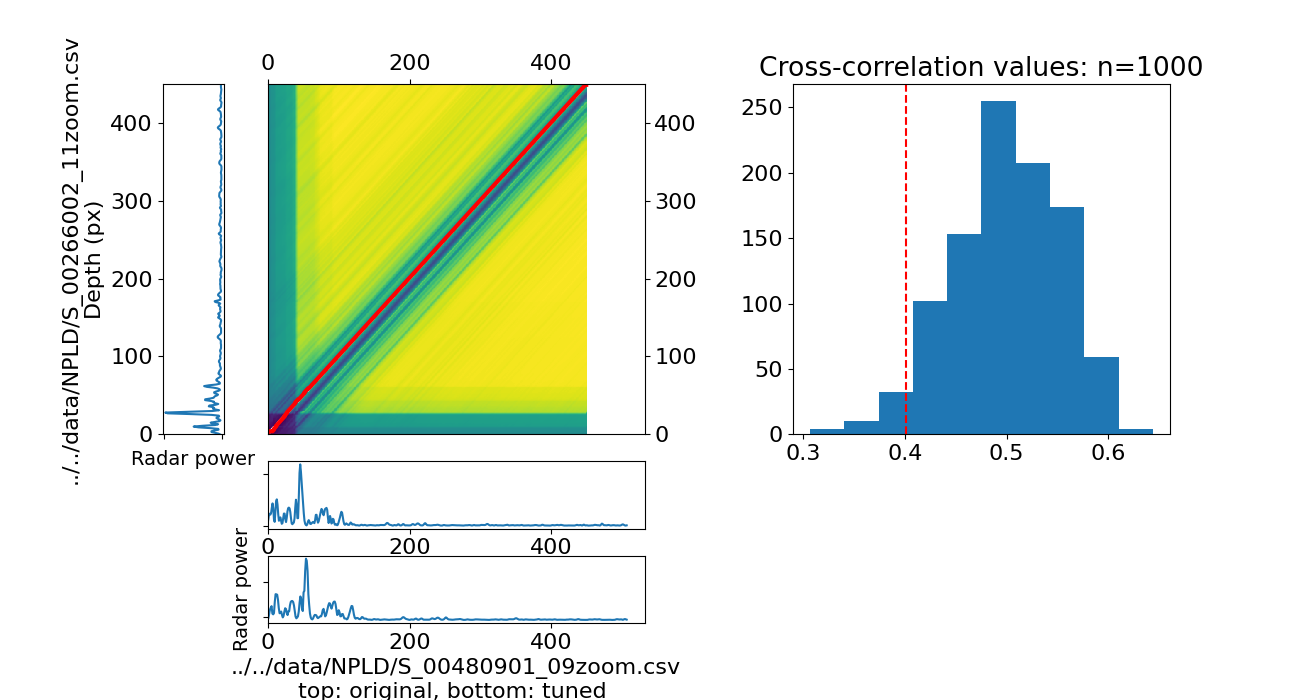 ../../data/NPLD/S_00266002_11zoom.csv
Depth (px)
0 200 400
400
300
200
100
0
400
300
200
100
0
Radar power
0 200 400
Radar power
0 200 400
../../data/NPLD/S_00480901_09zoom.csv
top: original, bottom: tuned
Cross-correlation values: n=1000
250
200
150
100
50
0
0.3 0.4 0.5 0.6